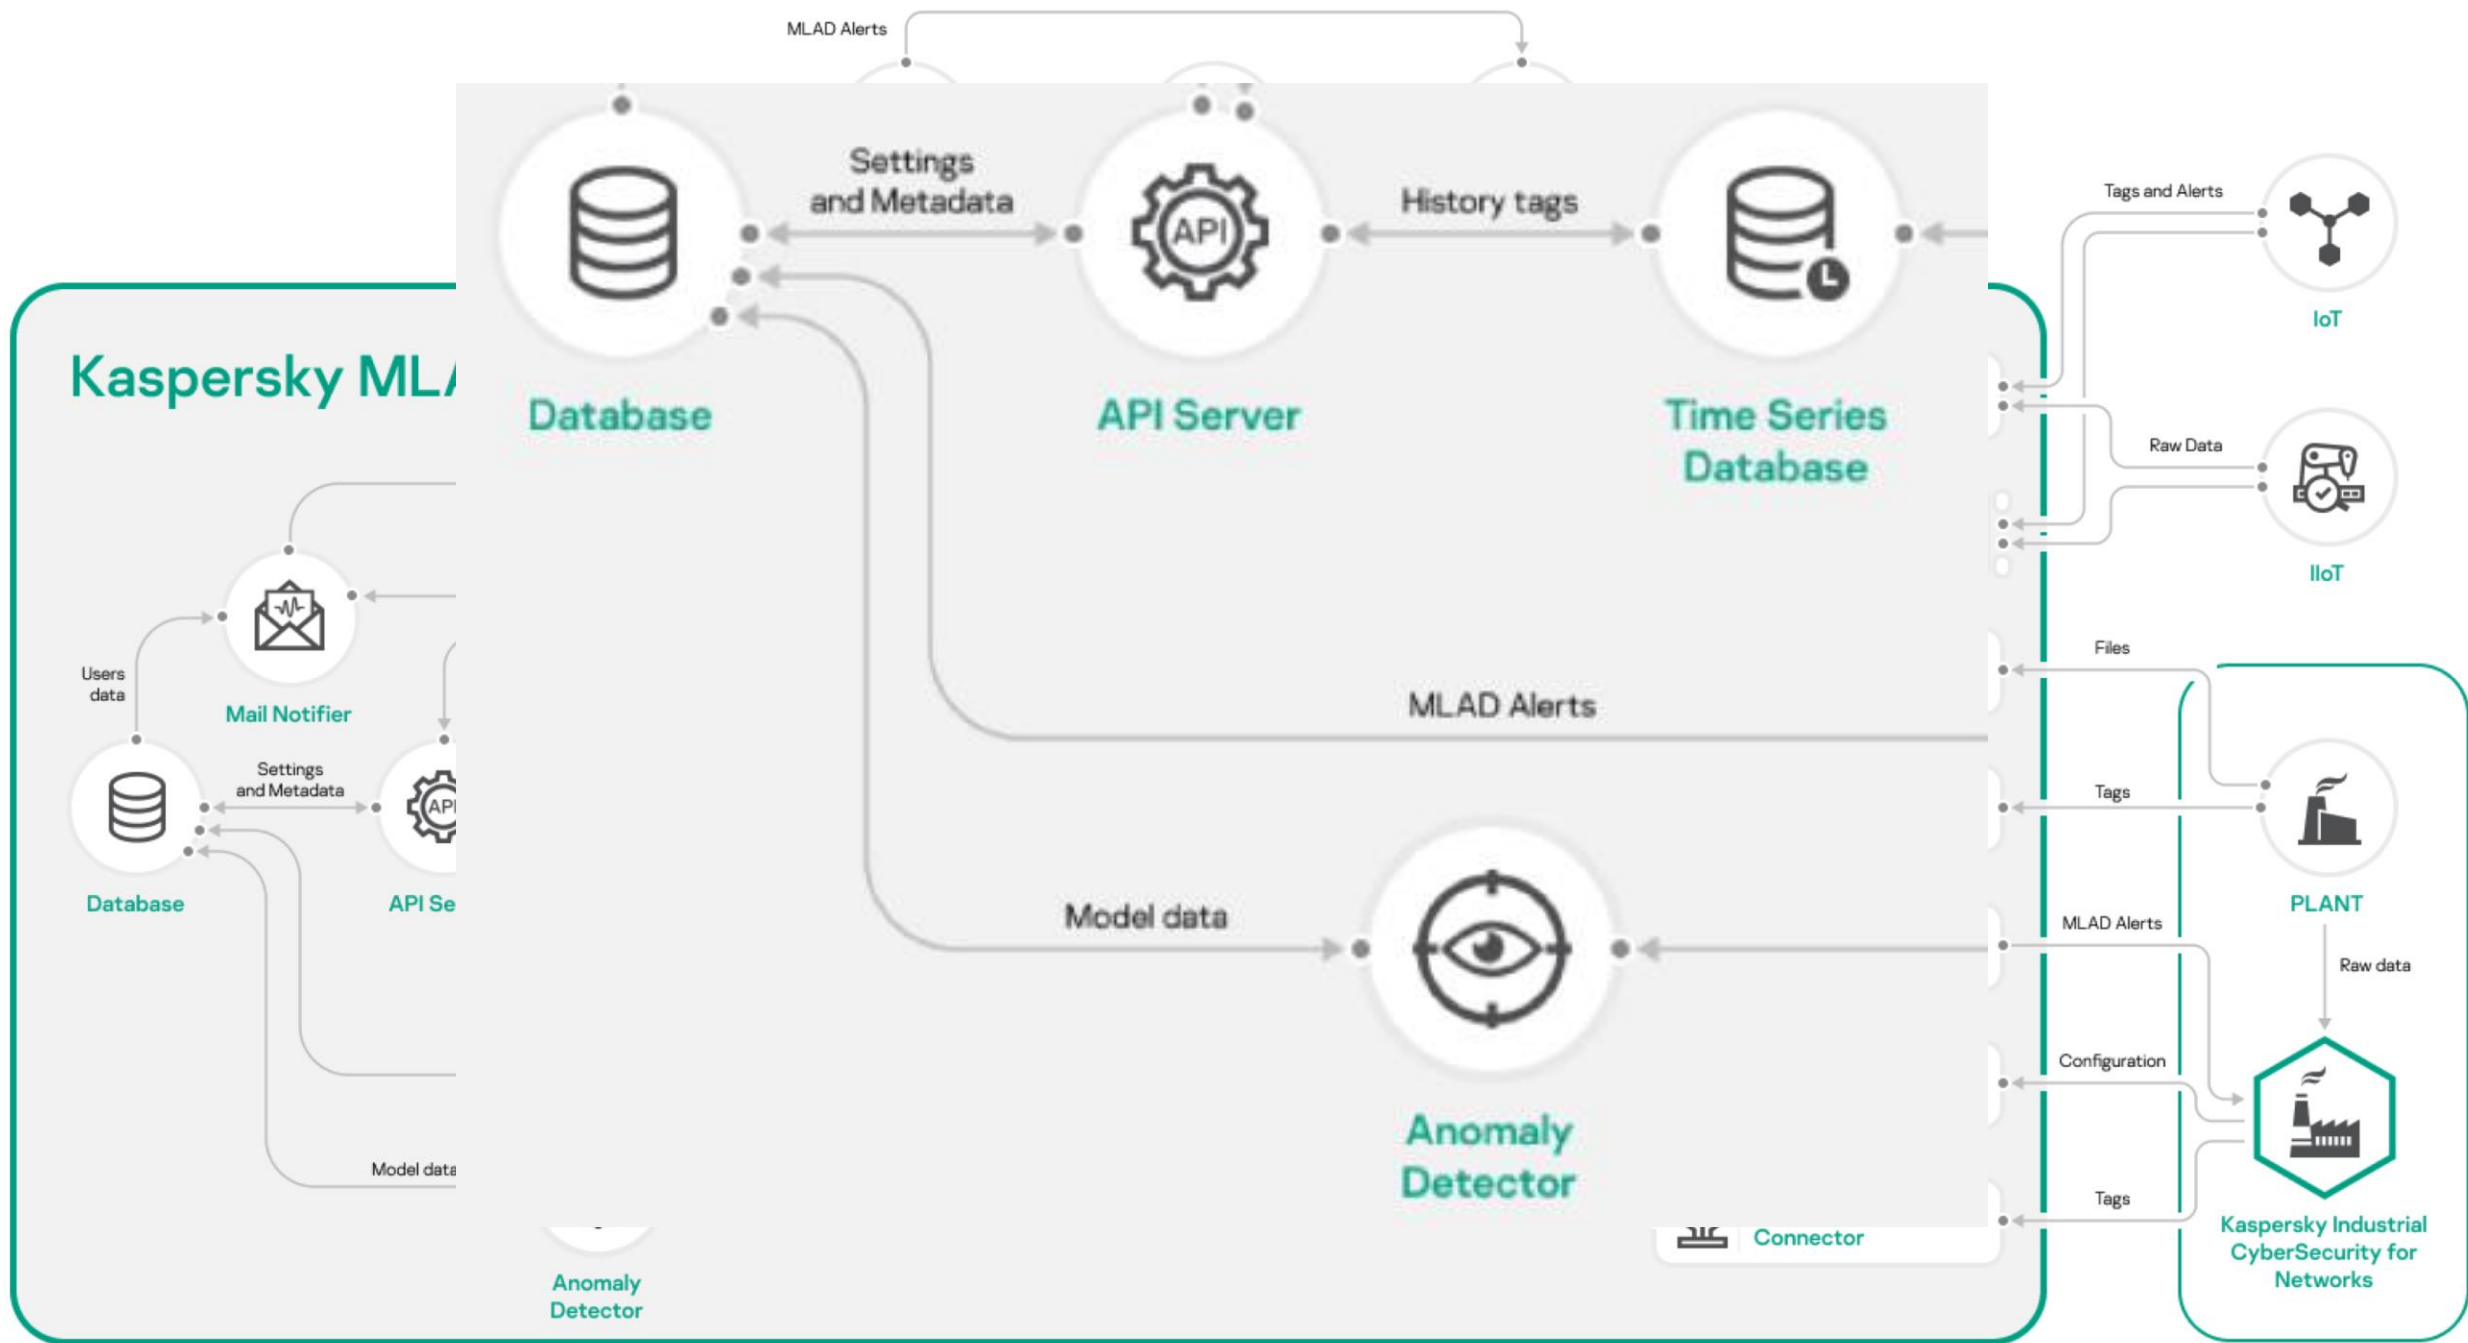 MLAD Alerts
Kaspersky MLA
Settings
and Metadata
API
History tags
Database
API Server
Time Series
Database
MLAD Alerts
Model data
Anomaly
Detector
Users
data
Mail Notifier
Settings
and Metadata
API
Database
API Se
Model data
Anomaly
Detector
Connector
Tags and Alerts
IoT
Raw Data
IIoT
Files
Tags
PLANT
MLAD Alerts
Raw data
Configuration
Tags
Kaspersky Industrial
CyberSecurity for
Networks